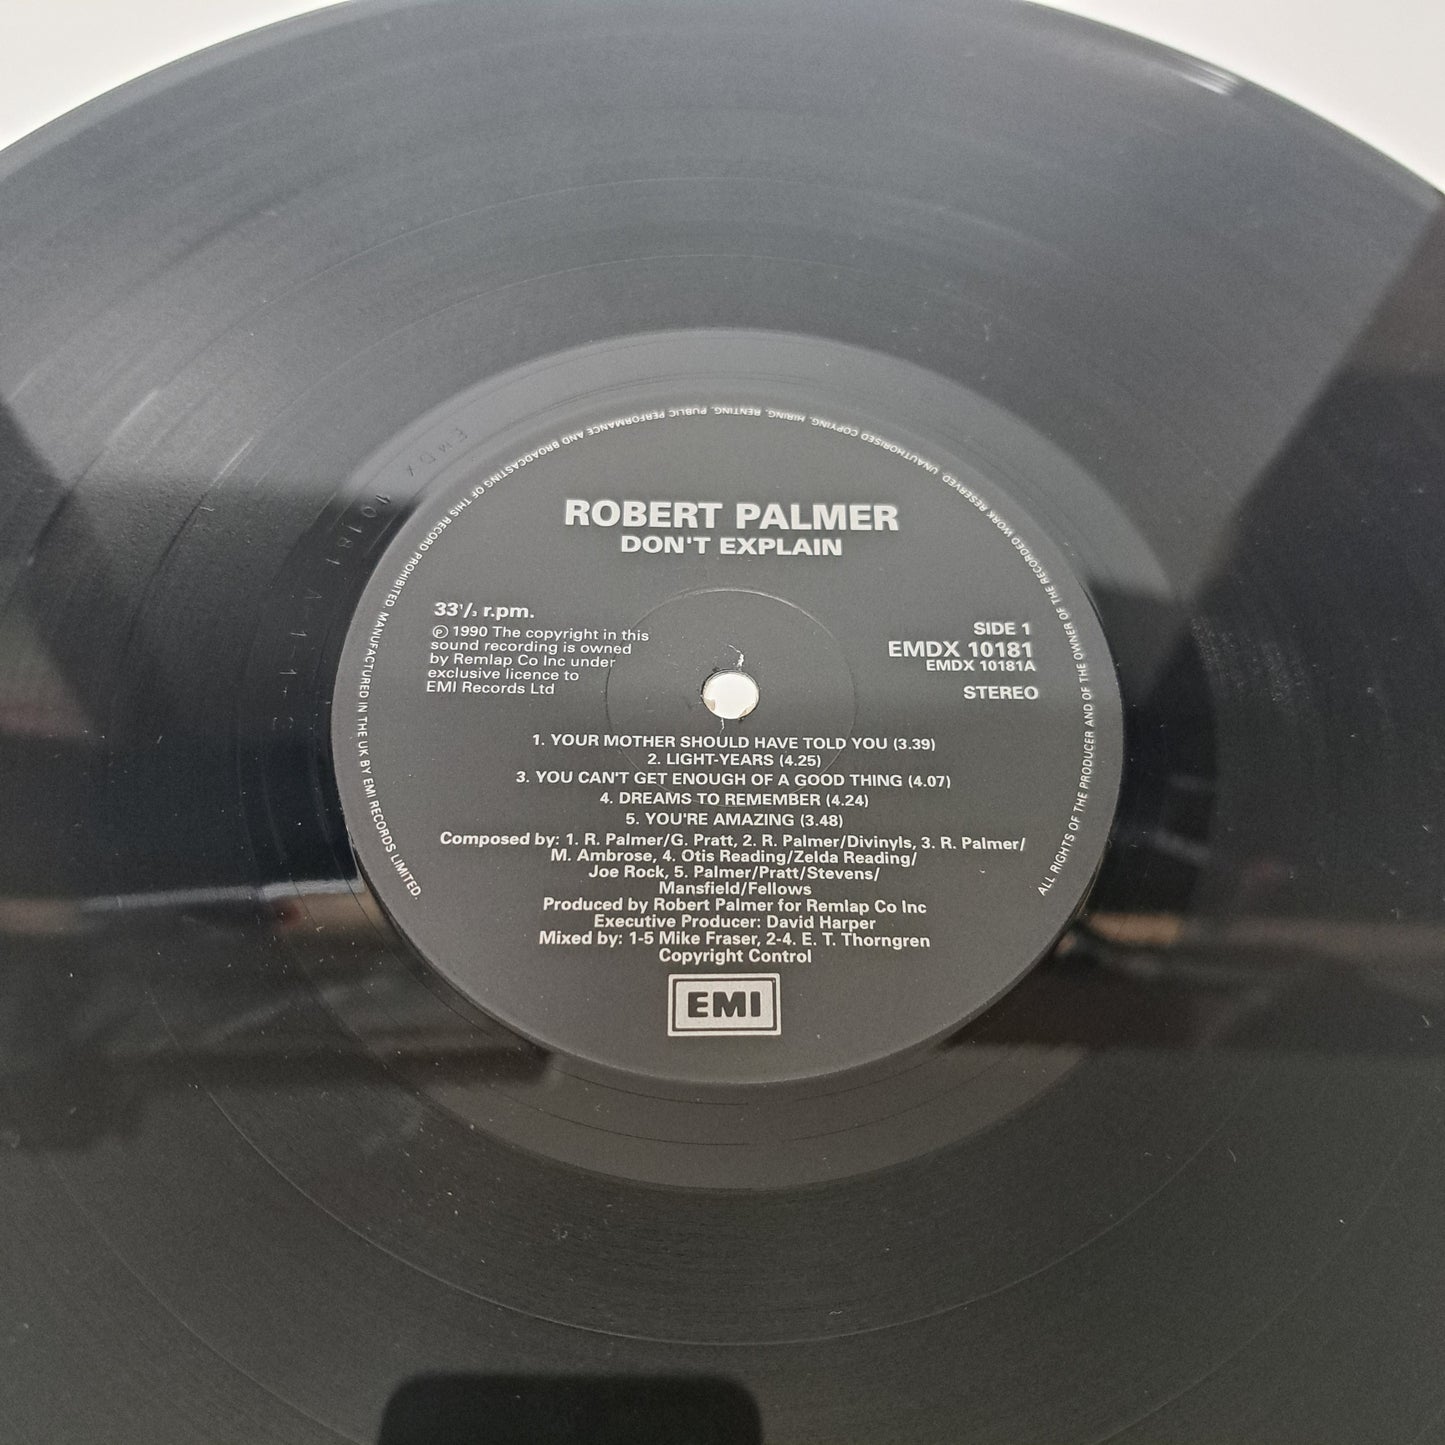 ROBERT PALMER
DON'T EXPLAIN
33 1/3 r.p.m.
℗ 1990 The copyright in this
sound recording is owned
by Remlap Co Inc under
exclusive licence to
EMI Records Ltd
SIDE 1
EMDX 10181
EMDX 10181A
STEREO
1. YOUR MOTHER SHOULD HAVE TOLD YOU (3.39)
2. LIGHT-YEARS (4.25)
3. YOU CAN'T GET ENOUGH OF A GOOD THING (4.07)
4. DREAMS TO REMEMBER (4.24)
5. YOU'RE AMAZING (3.48)
Composed by: 1. R. Palmer/G. Pratt, 2. R. Palmer/Divinyls, 3. R. Palmer/
M. Ambrose, 4. Otis Reading/Zelda Reading/
Joe Rock, 5. Palmer/Pratt/Stevens/
Mansfield/Fellows
Produced by Robert Palmer for Remlap Co Inc
Executive Producer: David Harper
Mixed by: 1-5 Mike Fraser, 2-4. E. T. Thorngren
Copyright Control
EMI
ALL RIGHTS OF THE PRODUCER AND OF THE OWNER OF THE RECORDED WORK RESERVED. UNAUTHORISED COPYING, HIRING, RENTING, PUBLIC PERFORMANCE AND BROADCASTING OF THIS RECORD PROHIBITED. MANUFACTURED IN THE UK BY EMI RECORDS LIMITED.
EMDX 10181 A-1-1-